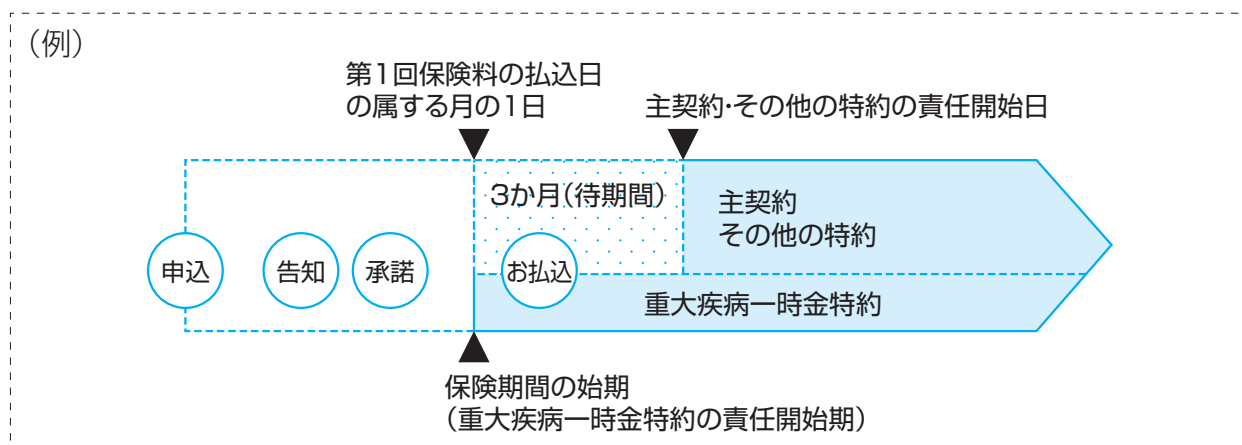 （例）
第1回保険料の払込日
の属する月の1日
主契約･その他の特約の責任開始日
3か月（待期間）
主契約
その他の特約
申込
告知
承諾
お払込
重大疾病一時金特約
保険期間の始期
（重大疾病一時金特約の責任開始期）